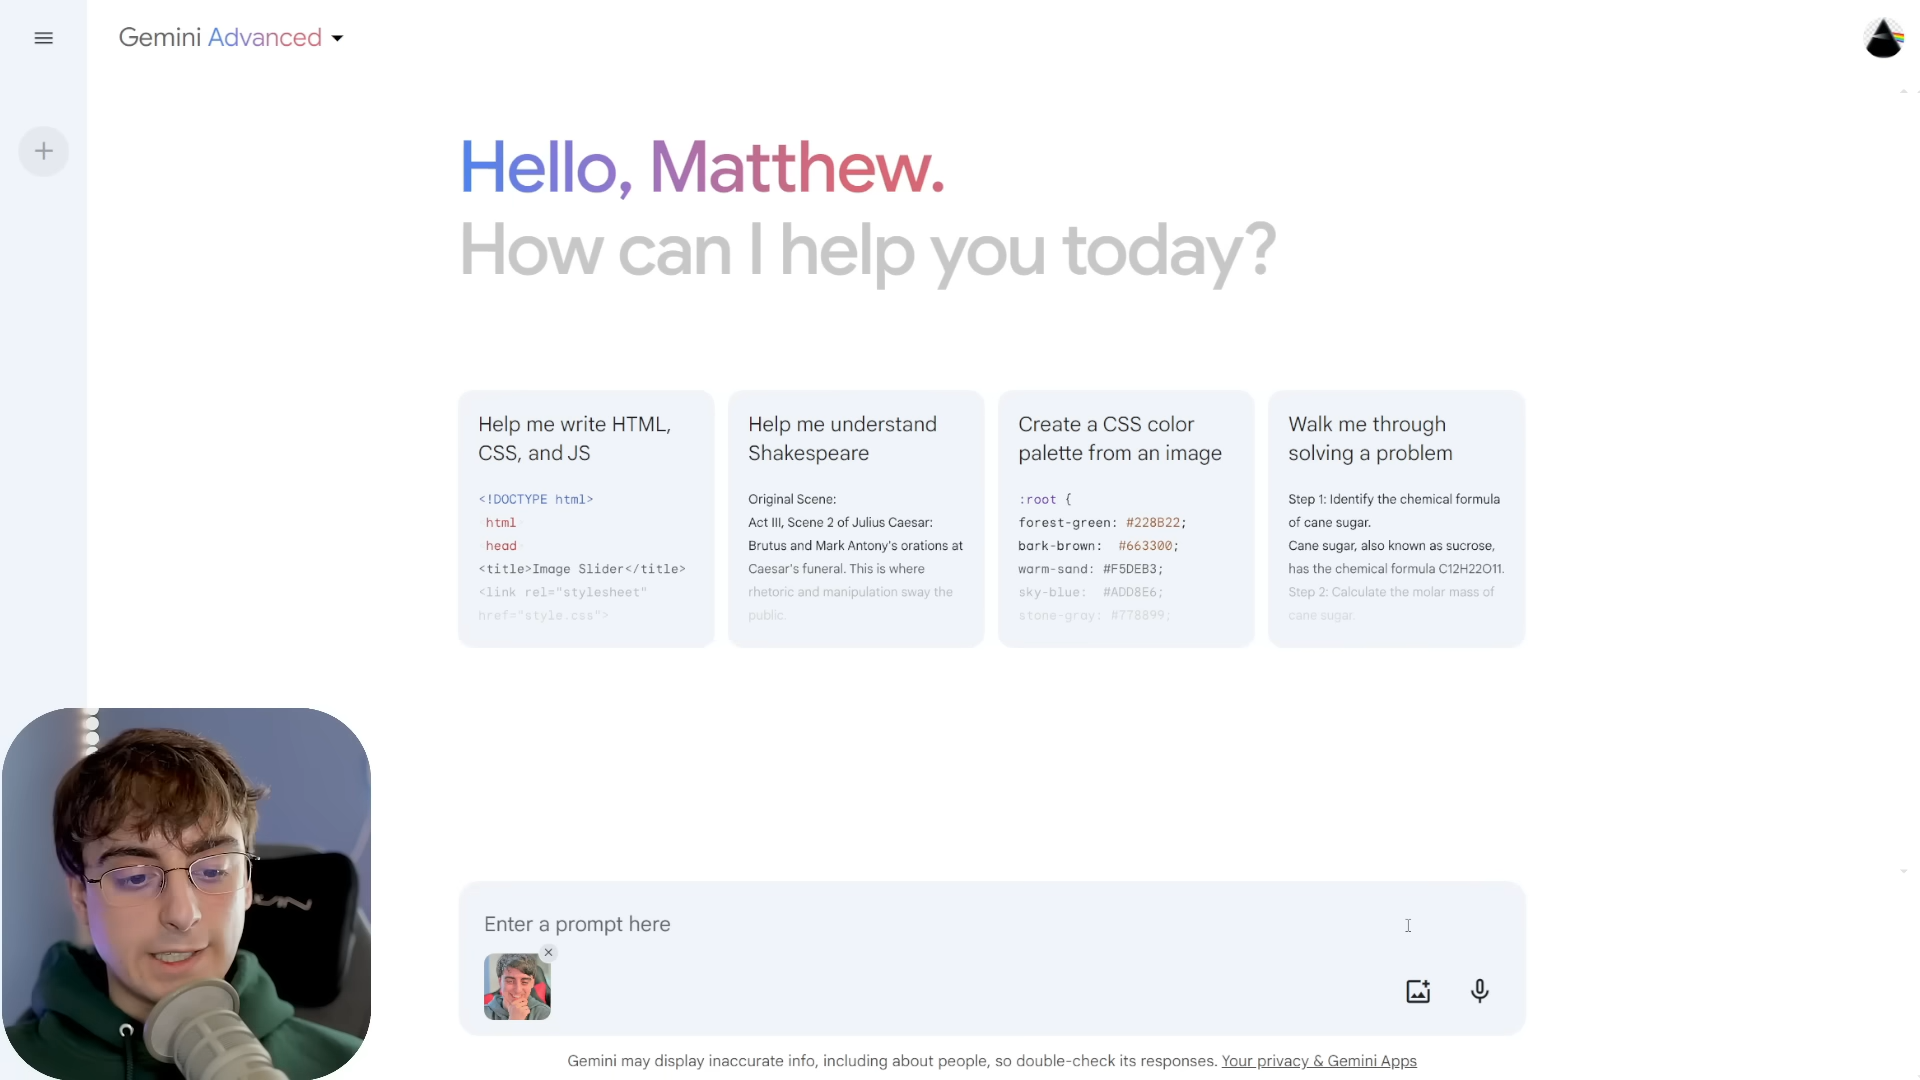 Gemini Advanced
Hello, Matthew.
How can I help you today?
Help me write HTML,
CSS, and JS
<!DOCTYPE html>
html
head
<title>Image Slider</title>
<link rel="stylesheet"
href="style.css">
Help me understand
Shakespeare
Original Scene:
Act III, Scene 2 of Julius Caesar:
Brutus and Mark Antony's orations at
Caesar's funeral. This is where
rhetoric and manipulation sway the
public.
Create a CSS color
palette from an image
:root {
forest-green: #228B22;
bark-brown: #663300;
warm-sand: #F5DEB3;
sky-blue: #ADD8E6;
stone-gray: #778899;
Walk me through
solving a problem
Step 1: Identify the chemical formula
of cane sugar.
Cane sugar, also known as sucrose,
has the chemical formula C12H22O11.
Step 2: Calculate the molar mass of
cane sugar.
Enter a prompt here
Gemini may display inaccurate info, including about people, so double-check its responses. Your privacy & Gemini Apps